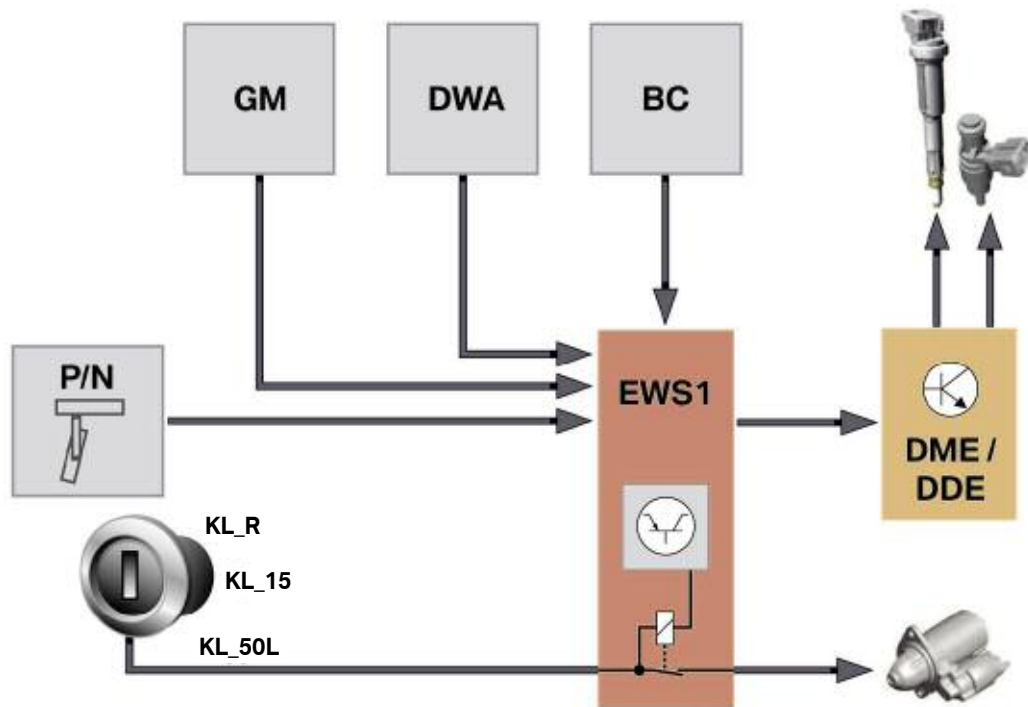 GM
DWA
BC
P/N
EWS1
DME /
DDE
KL_R
KL_15
KL_50L